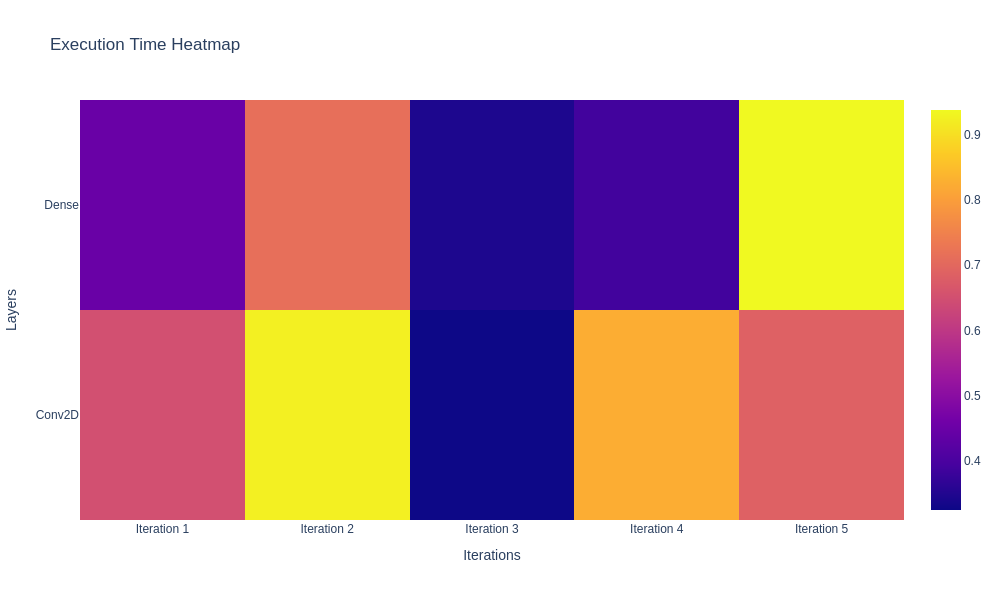 Execution Time Heatmap
Layers
Dense
Conv2D
Iteration 1
Iteration 2
Iteration 3
Iteration 4
Iteration 5
Iterations
0.9
0.8
0.7
0.6
0.5
0.4